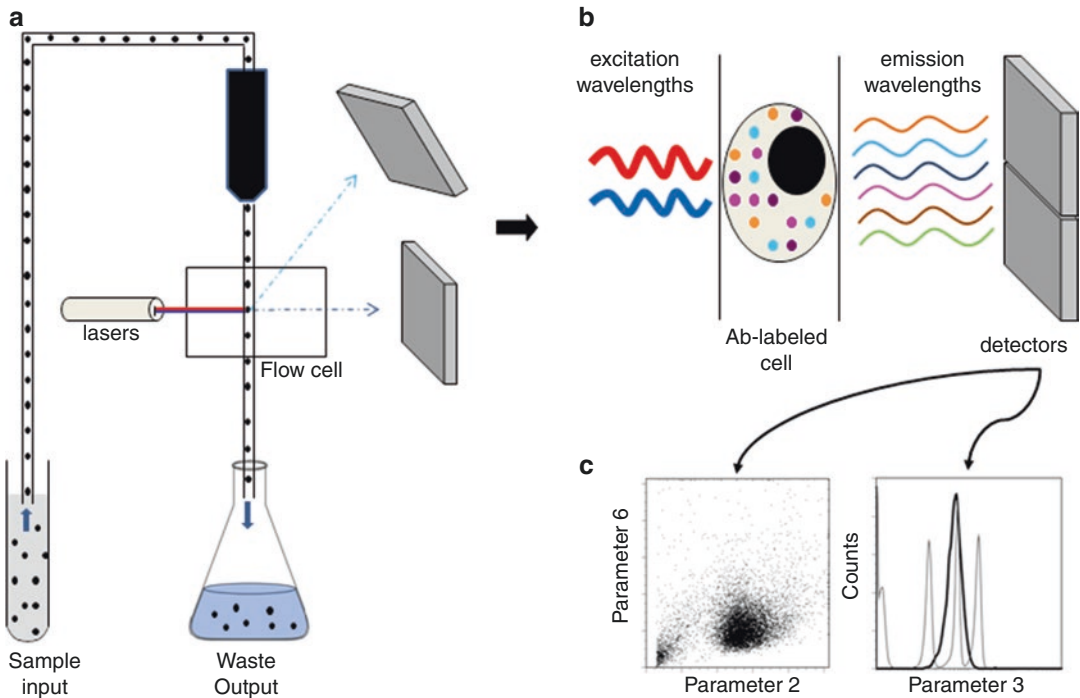 a
lasers
Flow cell
Sample
input
Waste
Output
b
excitation
wavelengths
emission
wavelengths
Ab-labeled
cell
detectors
c
Parameter 6
Parameter 2
Counts
Parameter 3